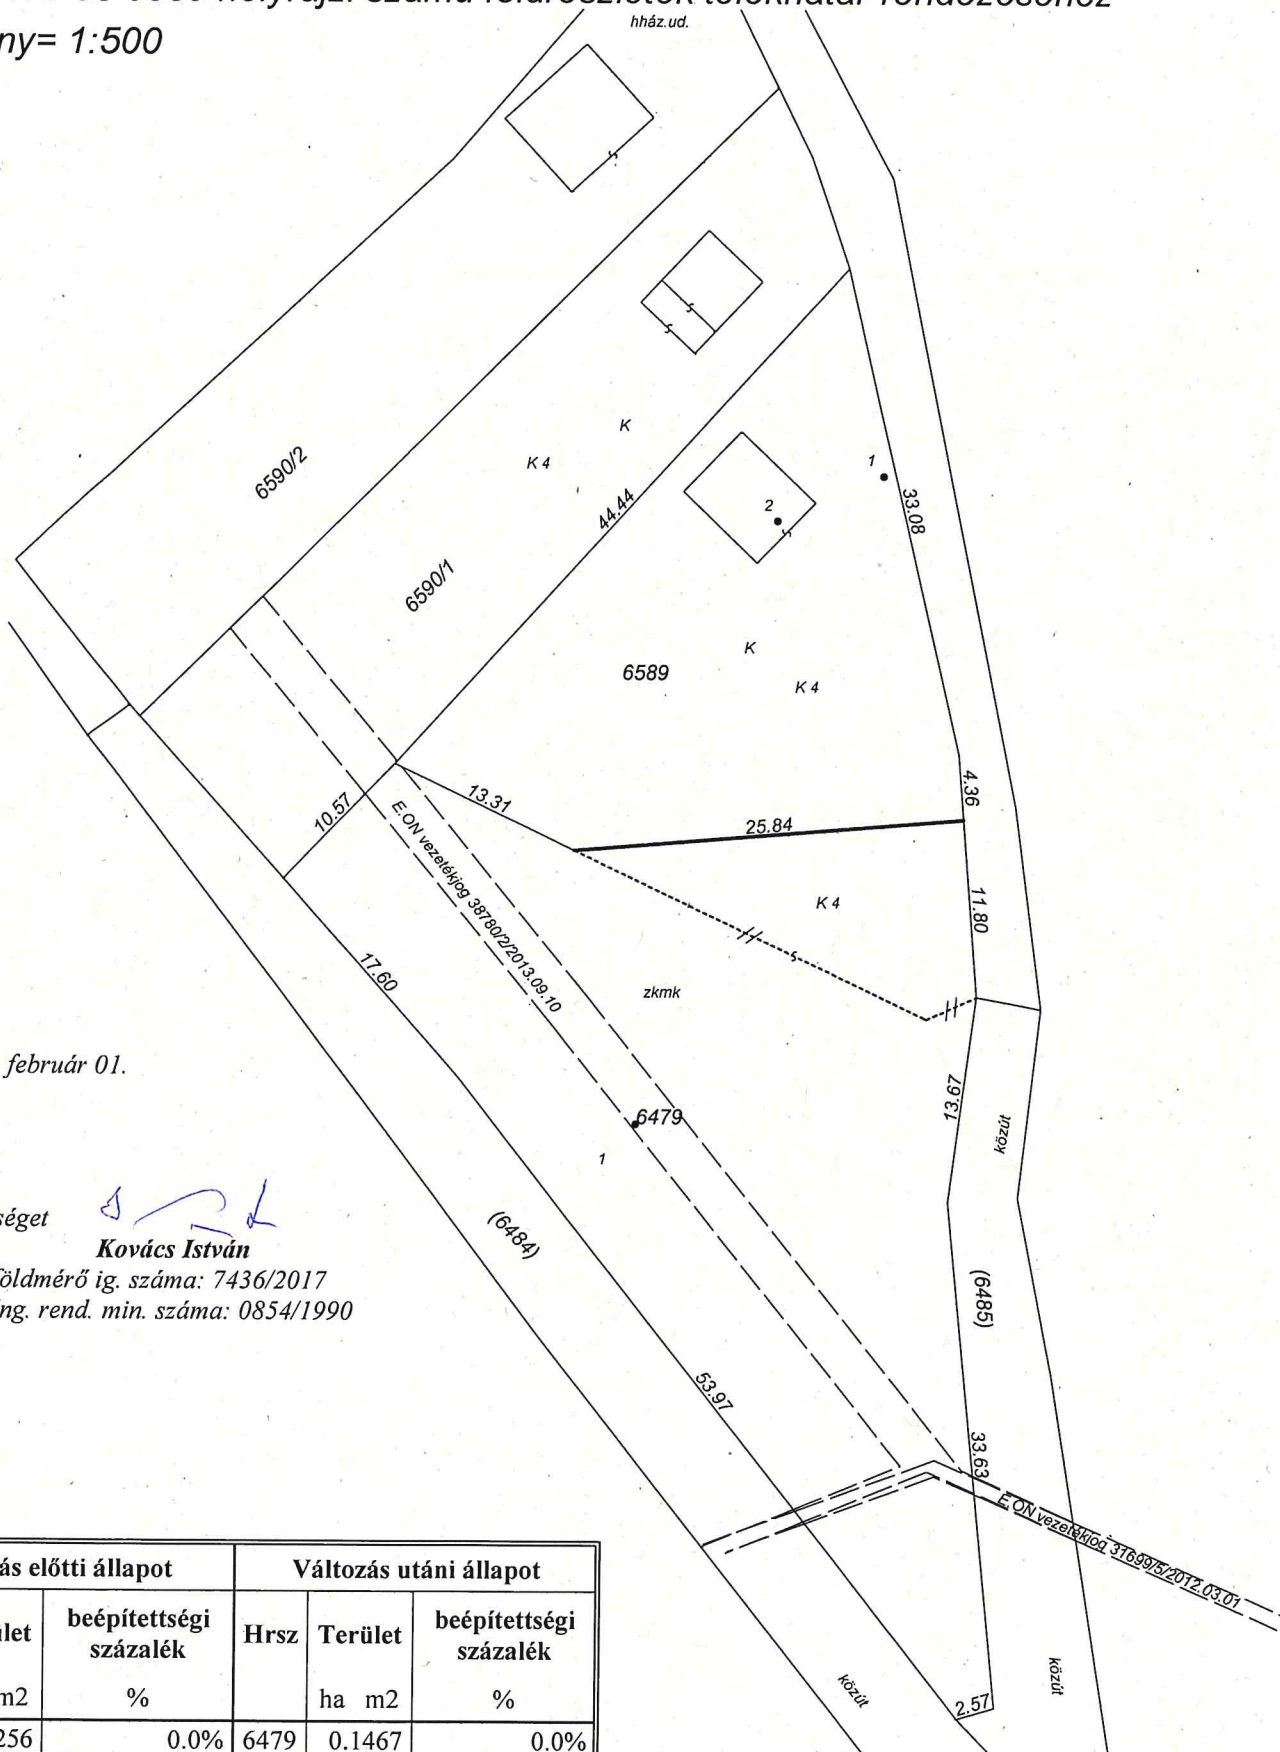 hház.ud.
ny= 1:500
6590/2
K
K 4
44.44
6590/1
1
2
33.08
K
6589
K 4
4.36
13.31
25.84
10.57
E.ON vezetékjog 38780/2/2013.09.10
K 4
11.80
17.60
zkmk
február 01.
13.67
6479
közút
1
séget
(6484)
Kovács István
földmérő ig. száma: 7436/2017
ing. rend. min. száma: 0854/1990
(6485)
53.97
33.63
E.ON vezetékjog 31699/5/2012.03.01
ás előtti állapot Változás utáni állapot
let beépítettségi százalék Hrsz Terület beépítettségi százalék
m2 % ha m2 %
256 0.0% 6479 0.1467 0.0%
közút
közút
2.57